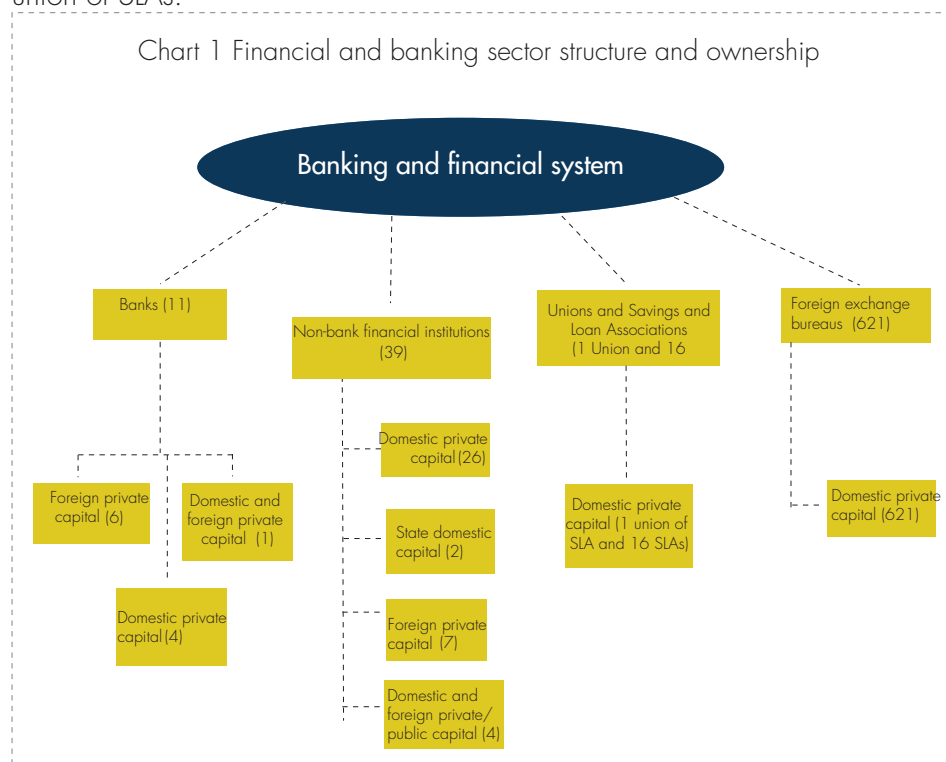 union of SLAs.
Chart 1 Financial and banking sector structure and ownership
Banking and financial system
Banks (11)
Non-bank financial institutions
(39)
Unions and Savings and
Loan Associations
(1 Union and 16
Foreign exchange
bureaus (621)
Foreign private
capital (6)
Domestic and
foreign private
capital (1)
Domestic private
capital (4)
Domestic private
capital (26)
State domestic
capital (2)
Foreign private
capital (7)
Domestic and
foreign private/
public capital (4)
Domestic private
capital (1 union of
SLA and 16 SLAs)
Domestic private
capital (621)